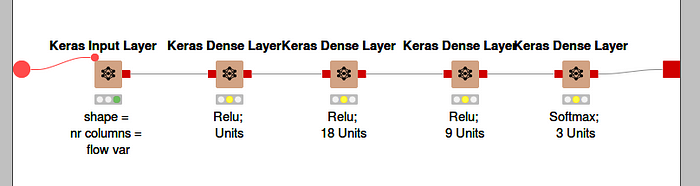 Keras Input Layer
Keras Dense Layer
Keras Dense Layer
Keras Dense Layer
Keras Dense Layer
shape =
nr columns =
flow var
Relu;
Units
Relu;
18 Units
Relu;
9 Units
Softmax;
3 Units